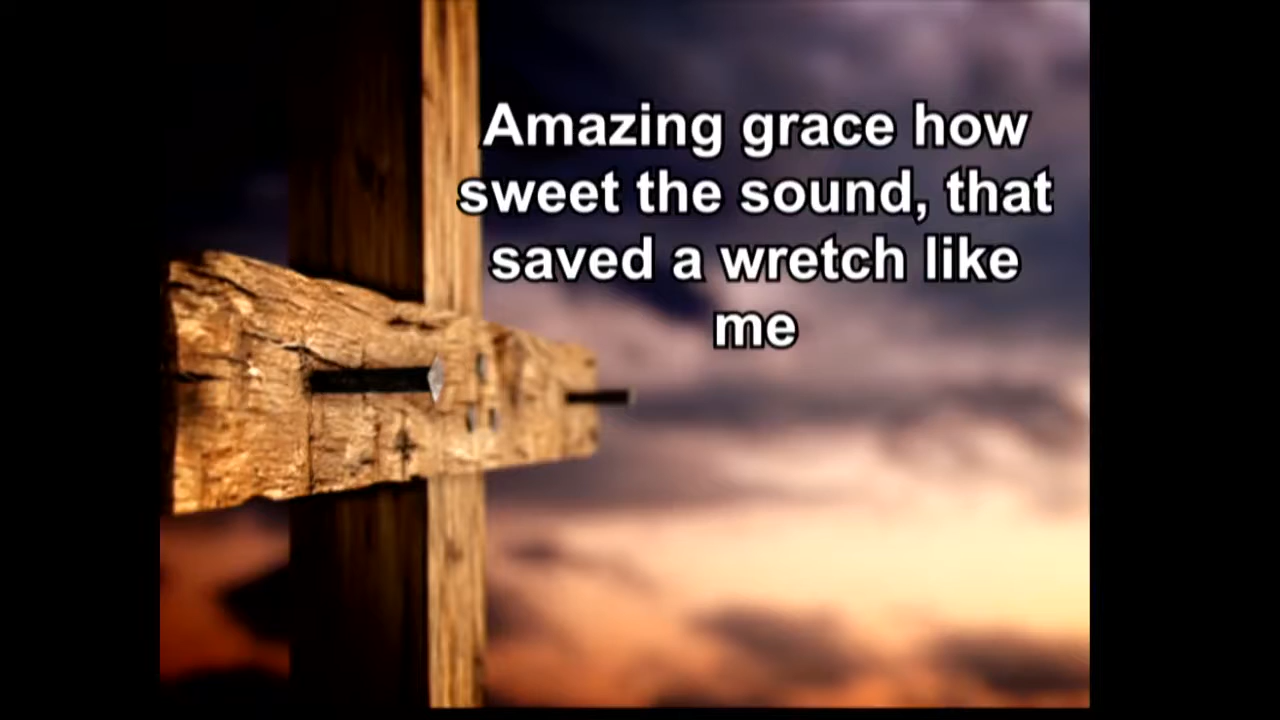 Amazing grace how
sweet the sound, that
saved a wretch like
me